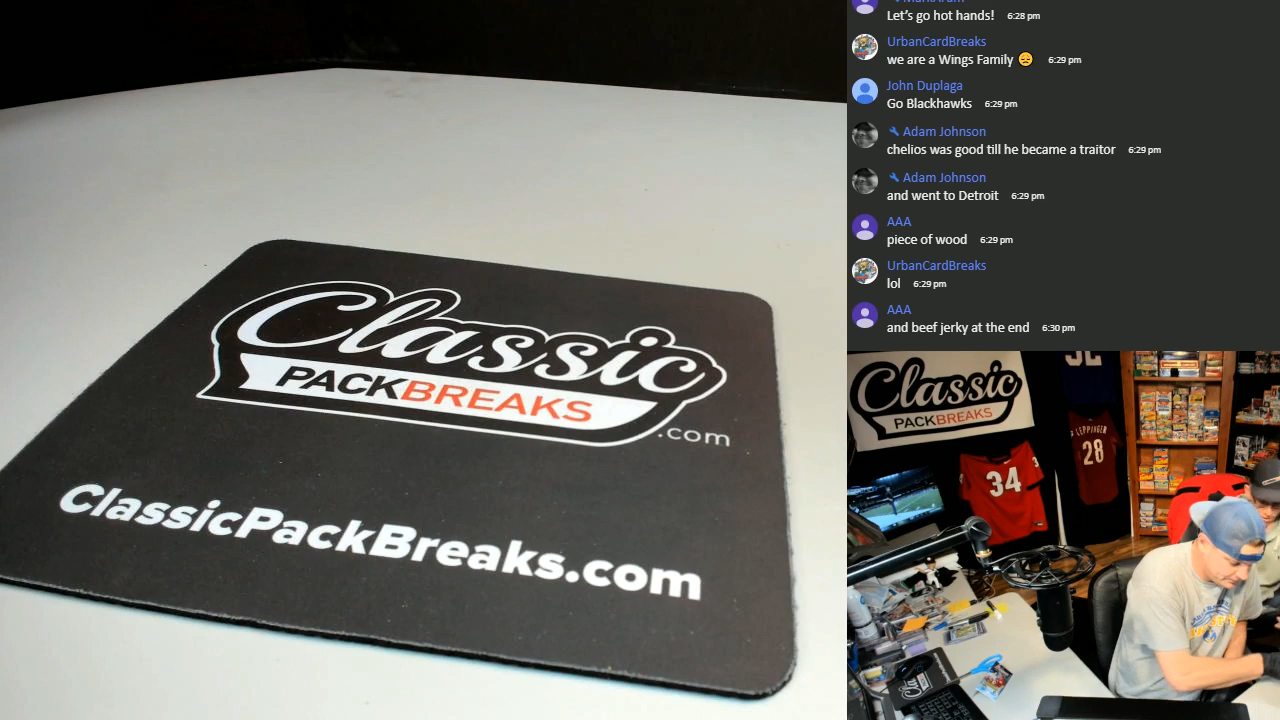 Let's go hot hands! 6:28 pm
UrbanCardBreaks
we are a Wings Family 😔 6:29 pm
John Duplaga
Go Blackhawks 6:29 pm
Adam Johnson
chelios was good till he became a traitor 6:29 pm
Adam Johnson
and went to Detroit 6:29 pm
AAA
piece of wood 6:29 pm
UrbanCardBreaks
lol 6:29 pm
AAA
and beef jerky at the end 6:30 pm
Classic
PACKBREAKS
.com
ClassicPackBreaks.com
Classic
PACKBREAKS
34
LEPPINGER
28